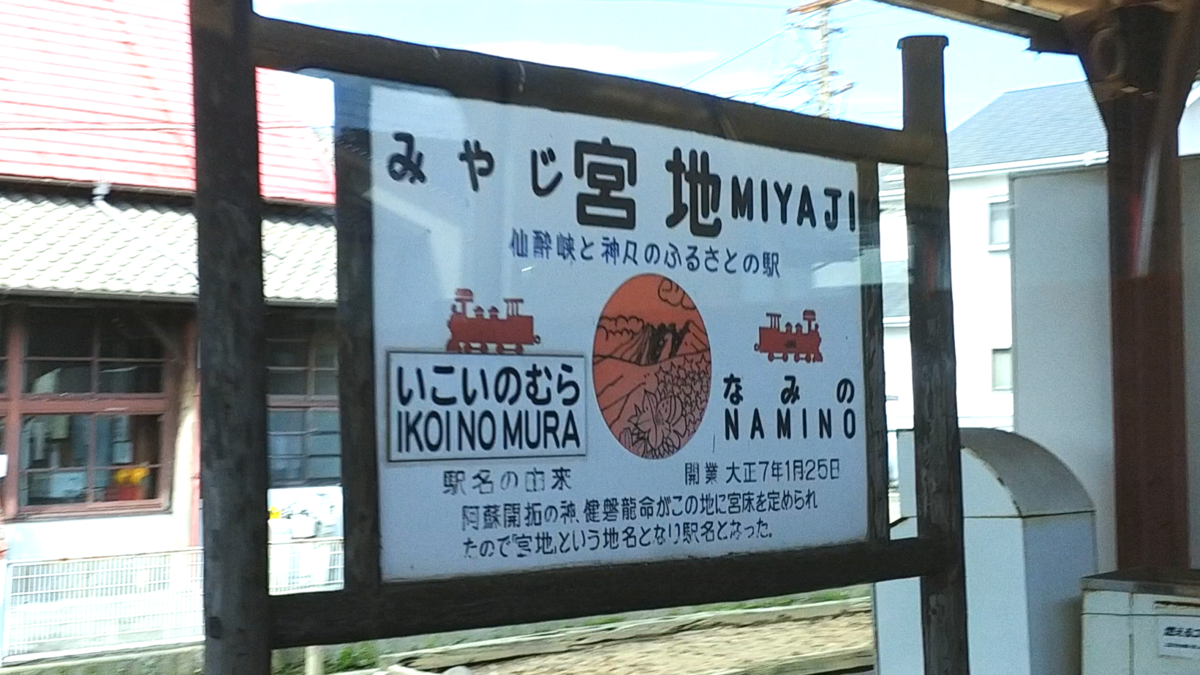 みやじ 宮地 MIYAJI
仙酔峡と神々のふるさとの駅
いこいのむら
IKOI NO MURA
なみの
NAMINO
駅名の由来
開業 大正7年1月25日
阿蘇開拓の神、健磐龍命がこの地に宮床を定められ
たので「宮地」という地名となり駅名となった。
燃える